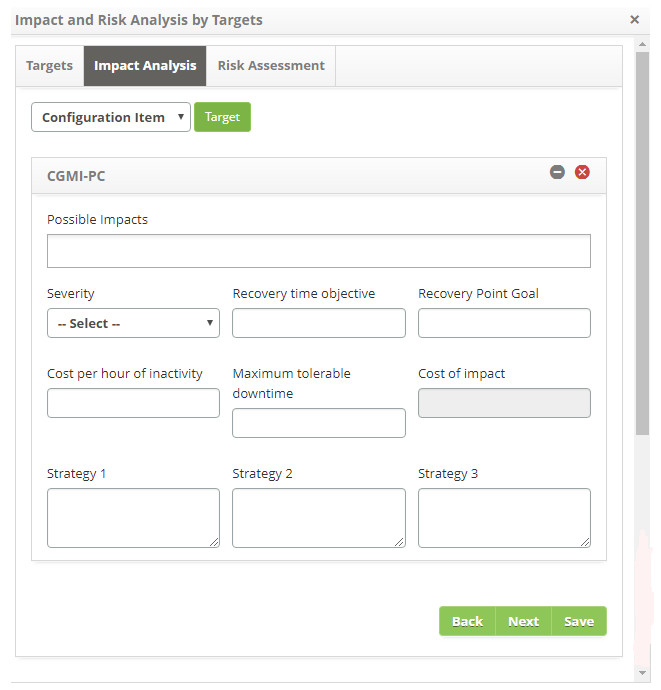 Impact and Risk Analysis by Targets
Targets Impact Analysis Risk Assessment
Configuration Item Target
CGMI-PC
Possible Impacts
Severity Recovery time objective Recovery Point Goal
-- Select --
Cost per hour of inactivity Maximum tolerable Cost of impact
downtime
Strategy 1 Strategy 2 Strategy 3
Back Next Save